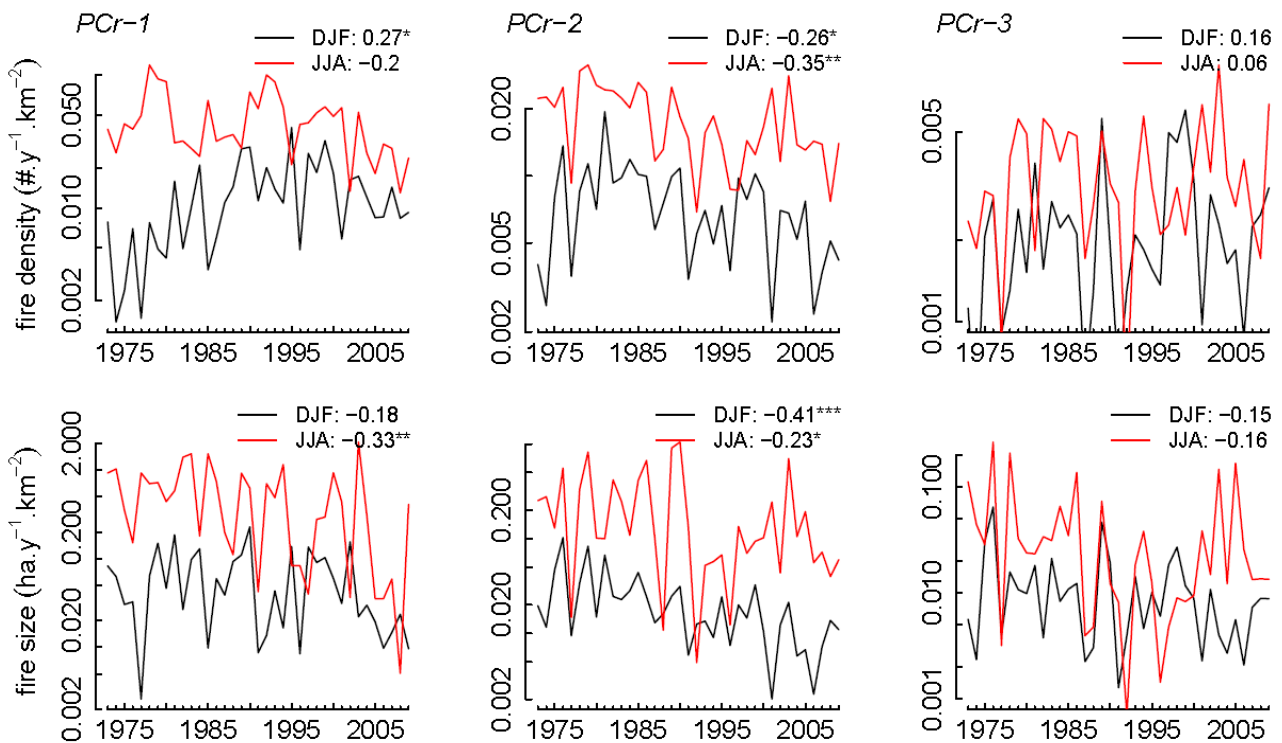 PCr−1
DJF: 0.27*
JJA: −0.2
PCr−2
DJF: −0.26*
JJA: −0.35**
PCr−3
DJF: 0.16
JJA: 0.06
fire density (#.y⁻¹.km⁻²)
0.050
0.010
0.002
1975 1985 1995 2005
0.020
0.005
0.002
1975 1985 1995 2005
0.005
0.001
1975 1985 1995 2005
DJF: −0.18
JJA: −0.33**
DJF: −0.41***
JJA: −0.23*
DJF: −0.15
JJA: −0.16
fire size (ha.y⁻¹.km⁻²)
2.000
0.200
0.020
0.002
1975 1985 1995 2005
0.200
0.020
0.002
1975 1985 1995 2005
0.100
0.010
0.001
1975 1985 1995 2005